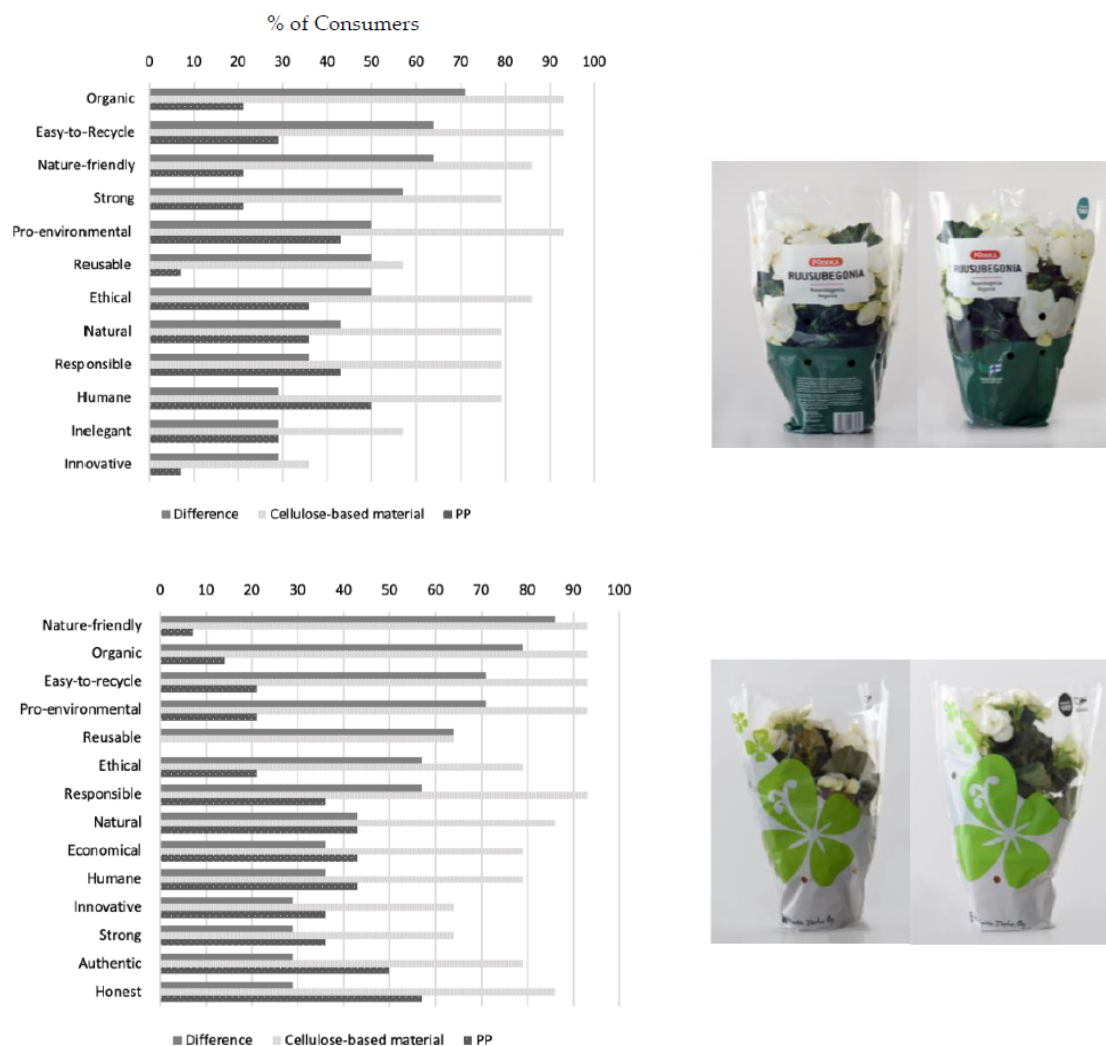 % of Consumers
0 10 20 30 40 50 60 70 80 90 100
Organic
Easy-to-Recycle
Nature-friendly
Strong
Pro-environmental
Reusable
Ethical
Natural
Responsible
Humane
Inelegant
Innovative
Difference Cellulose-based material PP
Pirkka
RUUSUBEGONIA
Pirkka
RUUSUBEGONIA
0 10 20 30 40 50 60 70 80 90 100
Nature-friendly
Organic
Easy-to-recycle
Pro-environmental
Reusable
Ethical
Responsible
Natural
Economical
Humane
Innovative
Strong
Authentic
Honest
Difference Cellulose-based material PP